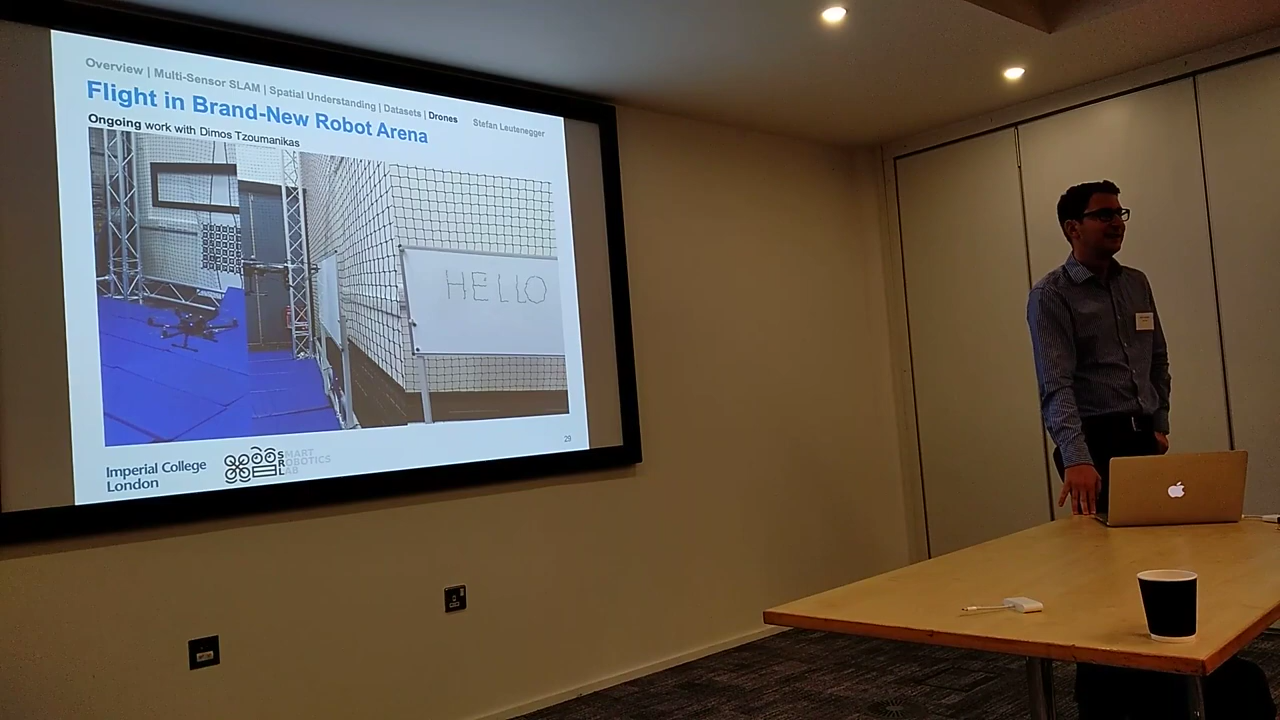 Overview | Multi-Sensor SLAM | Spatial Understanding | Datasets | Drones
Stefan Leutenegger
Flight in Brand-New Robot Arena
Ongoing work with Dimos Tzoumanikas
HELLO
29
Imperial College
London
SMART
ROBOTICS
LAB